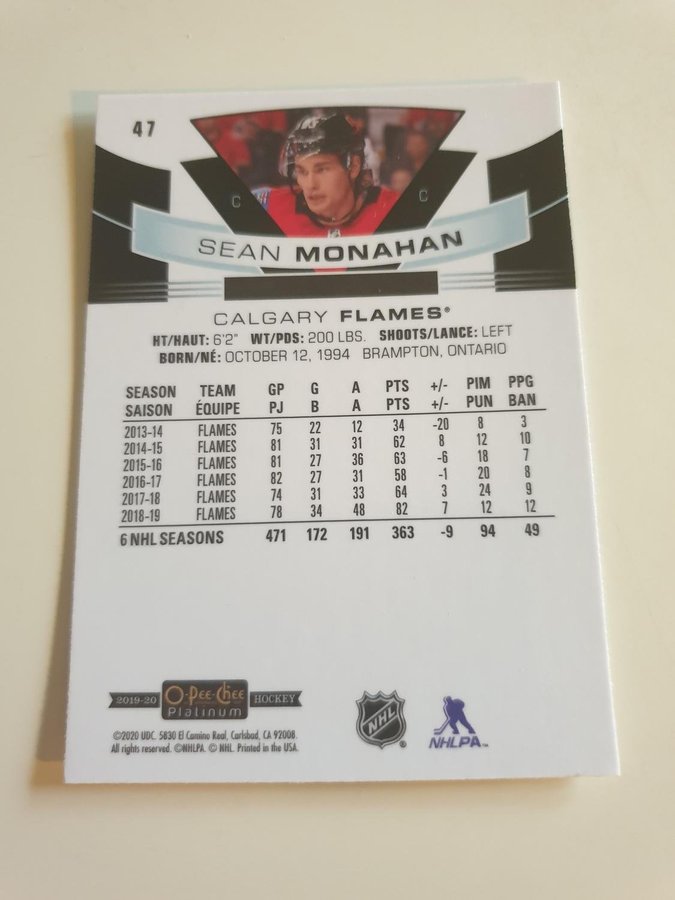 47
C C
SEAN MONAHAN
CALGARY FLAMES®
HT/HAUT: 6'2" WT/PDS: 200 LBS. SHOOTS/LANCE: LEFT
BORN/NÉ: OCTOBER 12, 1994 BRAMPTON, ONTARIO
SEASON TEAM GP G A PTS +/- PIM PPG
SAISON ÉQUIPE PJ B A PTS +/- PUN BAN
2013-14 FLAMES 75 22 12 34 -20 8 3
2014-15 FLAMES 81 31 31 62 8 12 10
2015-16 FLAMES 81 27 36 63 -6 18 7
2016-17 FLAMES 82 27 31 58 -1 20 8
2017-18 FLAMES 74 31 33 64 3 24 9
2018-19 FLAMES 78 34 48 82 7 12 12
6 NHL SEASONS 471 172 191 363 -9 94 49
2019-20 O-Pee-Chee Platinum HOCKEY
NHL ®
NHLPA™
©2020 UDC. 5830 El Camino Real, Carlsbad, CA 92008.
All rights reserved. ©NHLPA. © NHL. Printed in the USA.